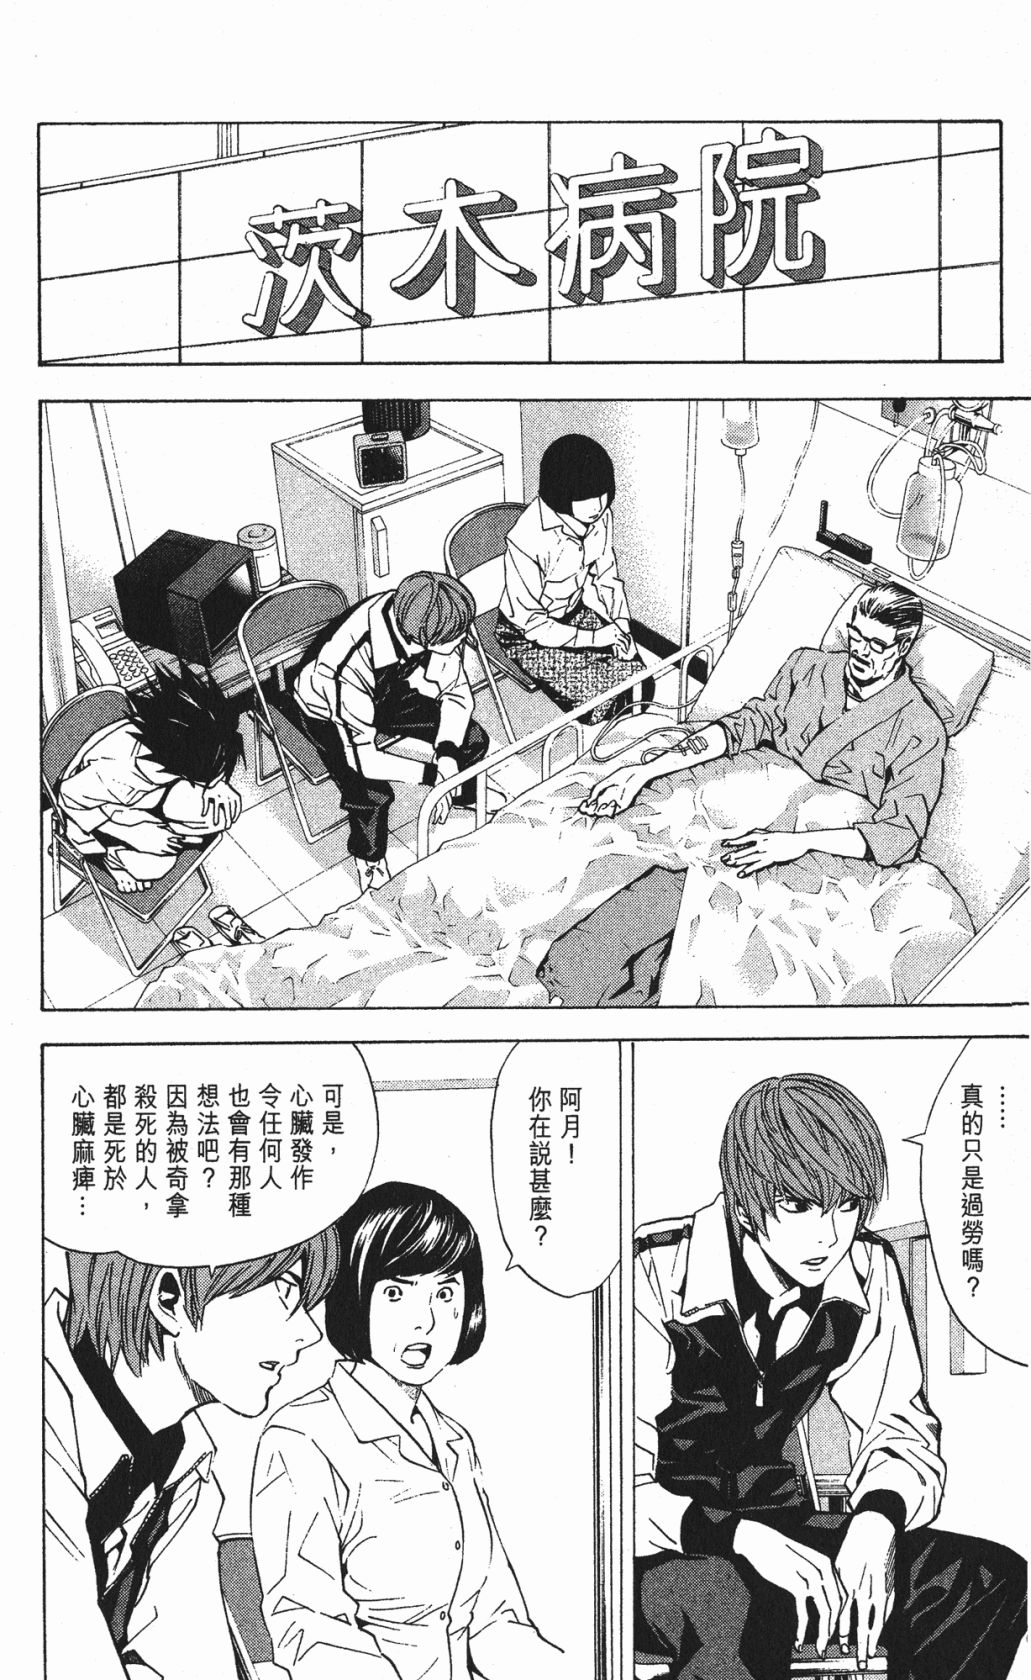 茨木病院
……
真的只是過勞嗎？
阿月！
你在説甚麼？
可是，
心臟發作
令任何人
也會有那種
想法吧？
因為被奇拿
殺死的人，
都是死於
心臟麻痺…